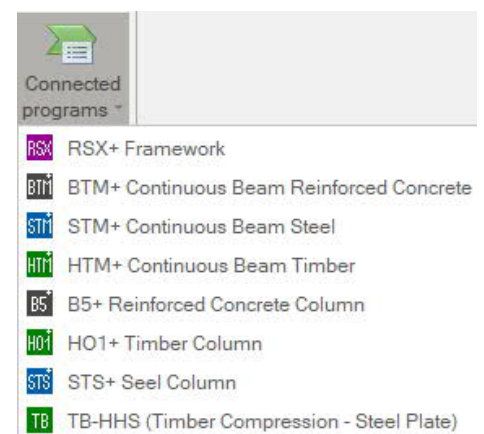 Connected
programs
RSX RSX+ Framework
BTM+ BTM+ Continuous Beam Reinforced Concrete
STM+ STM+ Continuous Beam Steel
HTM+ HTM+ Continuous Beam Timber
B5+ B5+ Reinforced Concrete Column
HO1+ HO1+ Timber Column
STS+ STS+ Seel Column
TB TB-HHS (Timber Compression - Steel Plate)